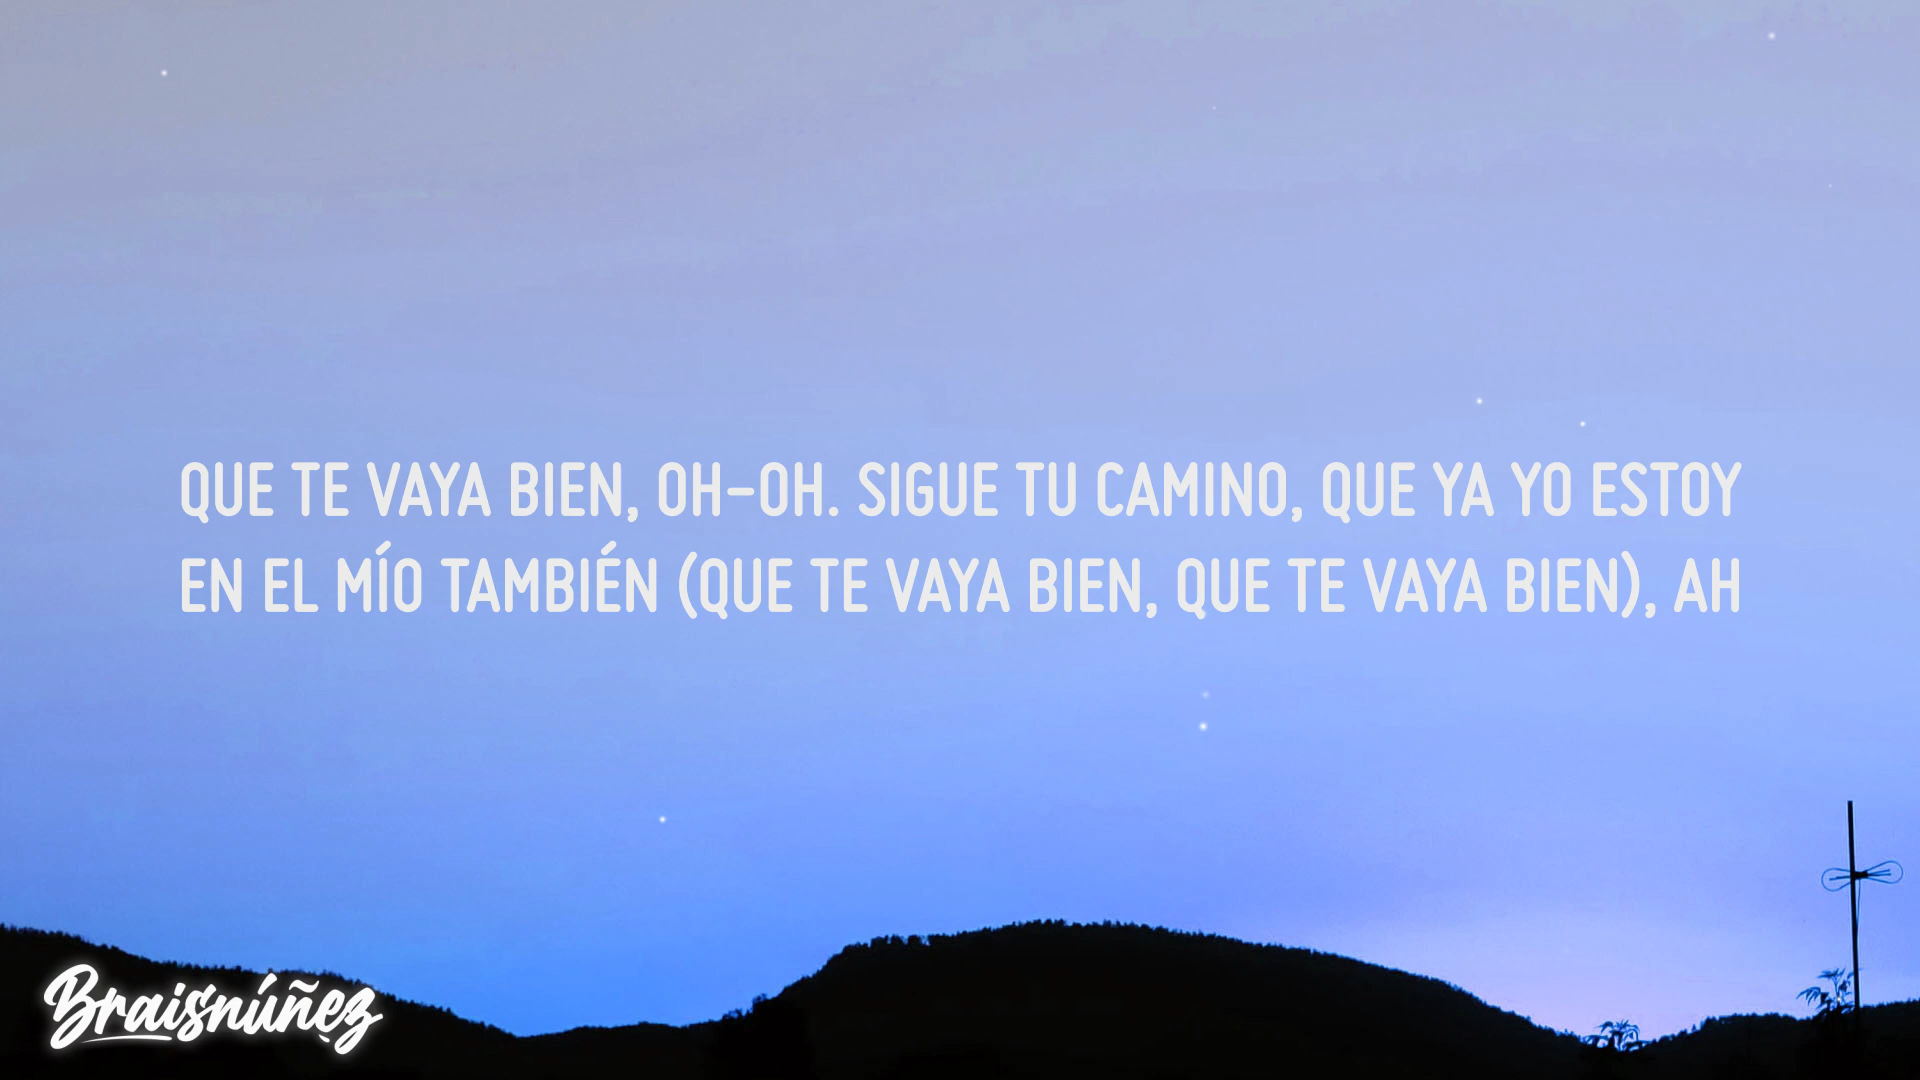 QUE TE VAYA BIEN, OH-OH. SIGUE TU CAMINO, QUE YA YO ESTOY
EN EL MÍO TAMBIÉN (QUE TE VAYA BIEN, QUE TE VAYA BIEN), AH
Braisnúñez